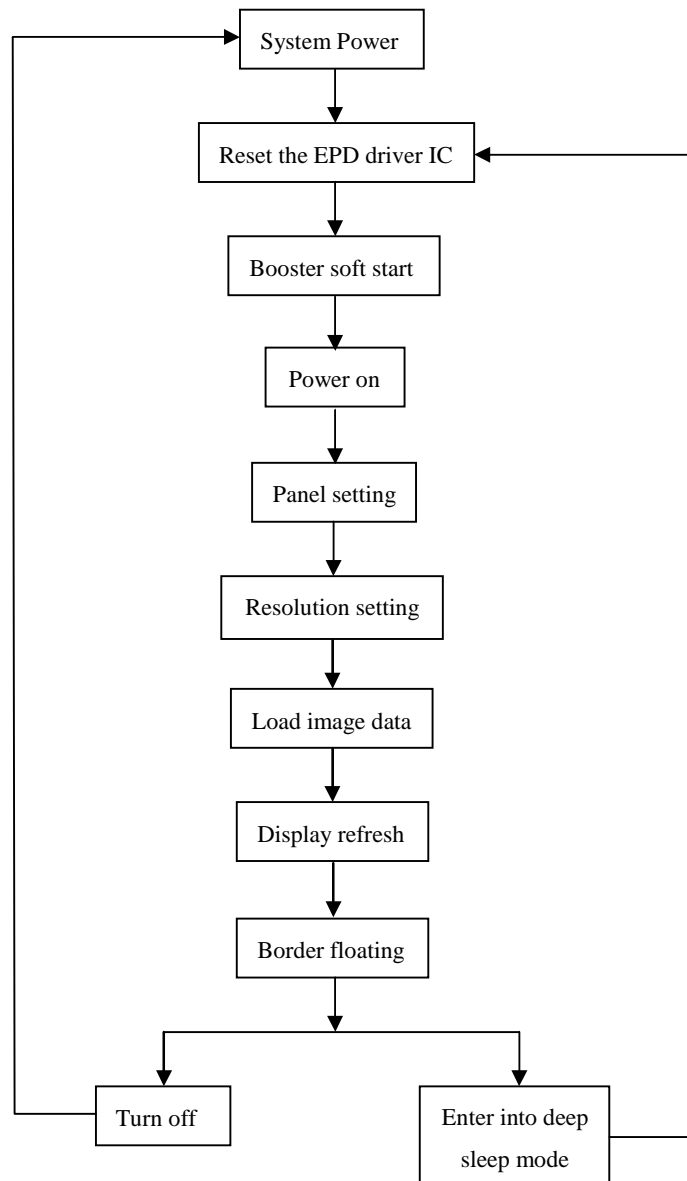 System Power
Reset the EPD driver IC
Booster soft start
Power on
Panel setting
Resolution setting
Load image data
Display refresh
Border floating
Turn off
Enter into deep
sleep mode